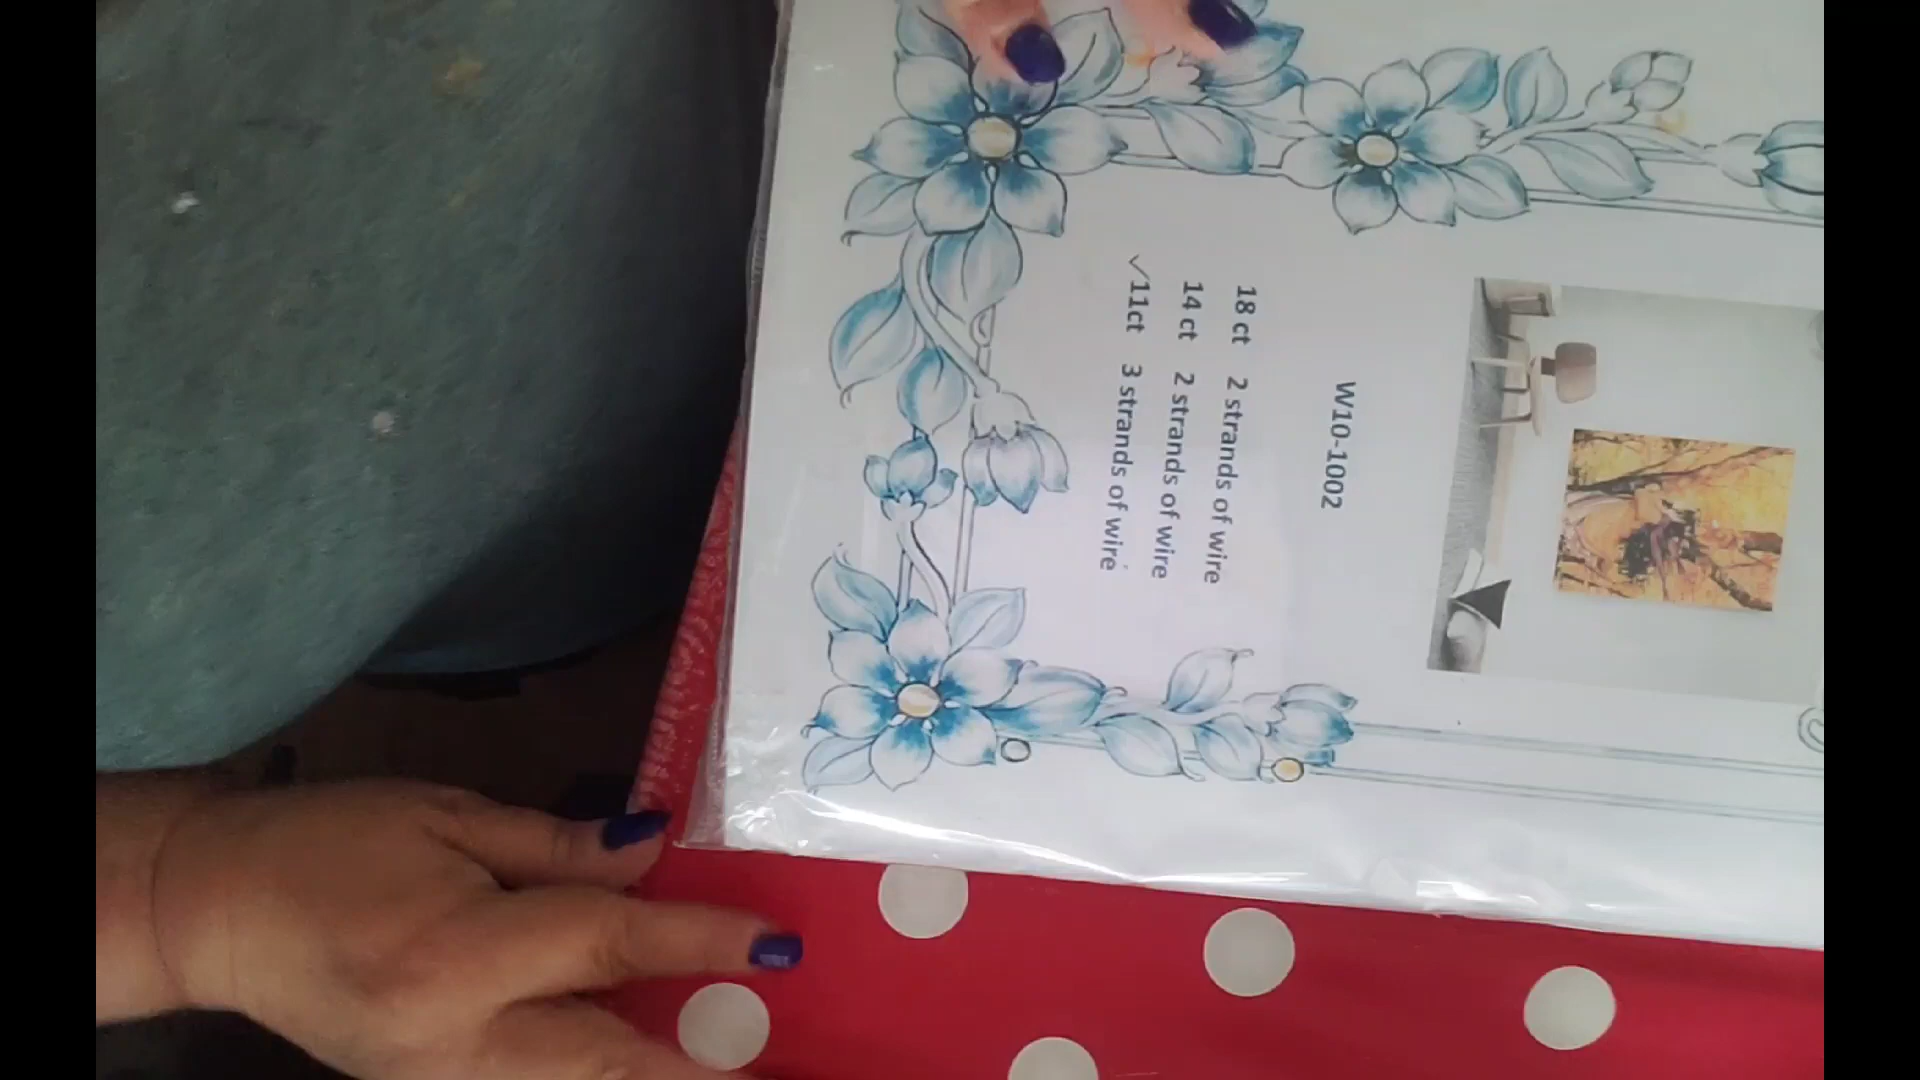 W10-1002
18 ct 2 strands of wire
14 ct 2 strands of wire
✓11ct 3 strands of wire